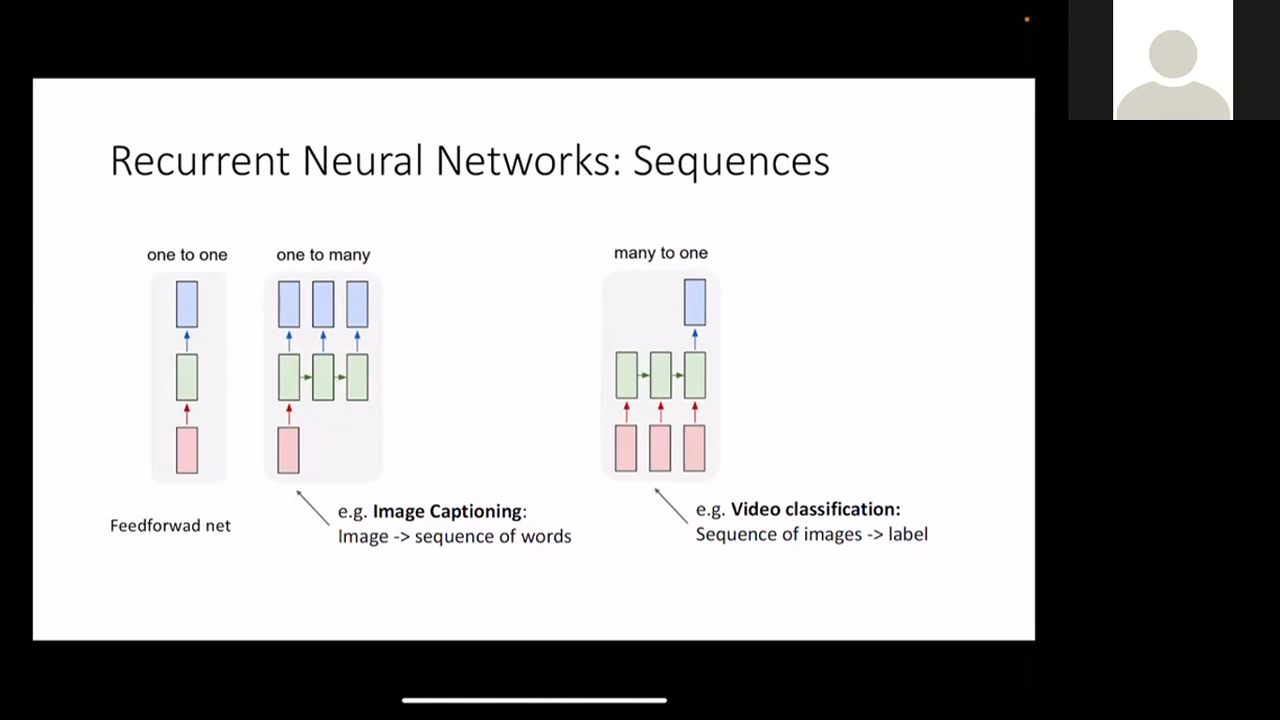 Recurrent Neural Networks: Sequences
one to one
one to many
many to one
Feedforwad net
e.g. Image Captioning:
Image -> sequence of words
e.g. Video classification:
Sequence of images -> label